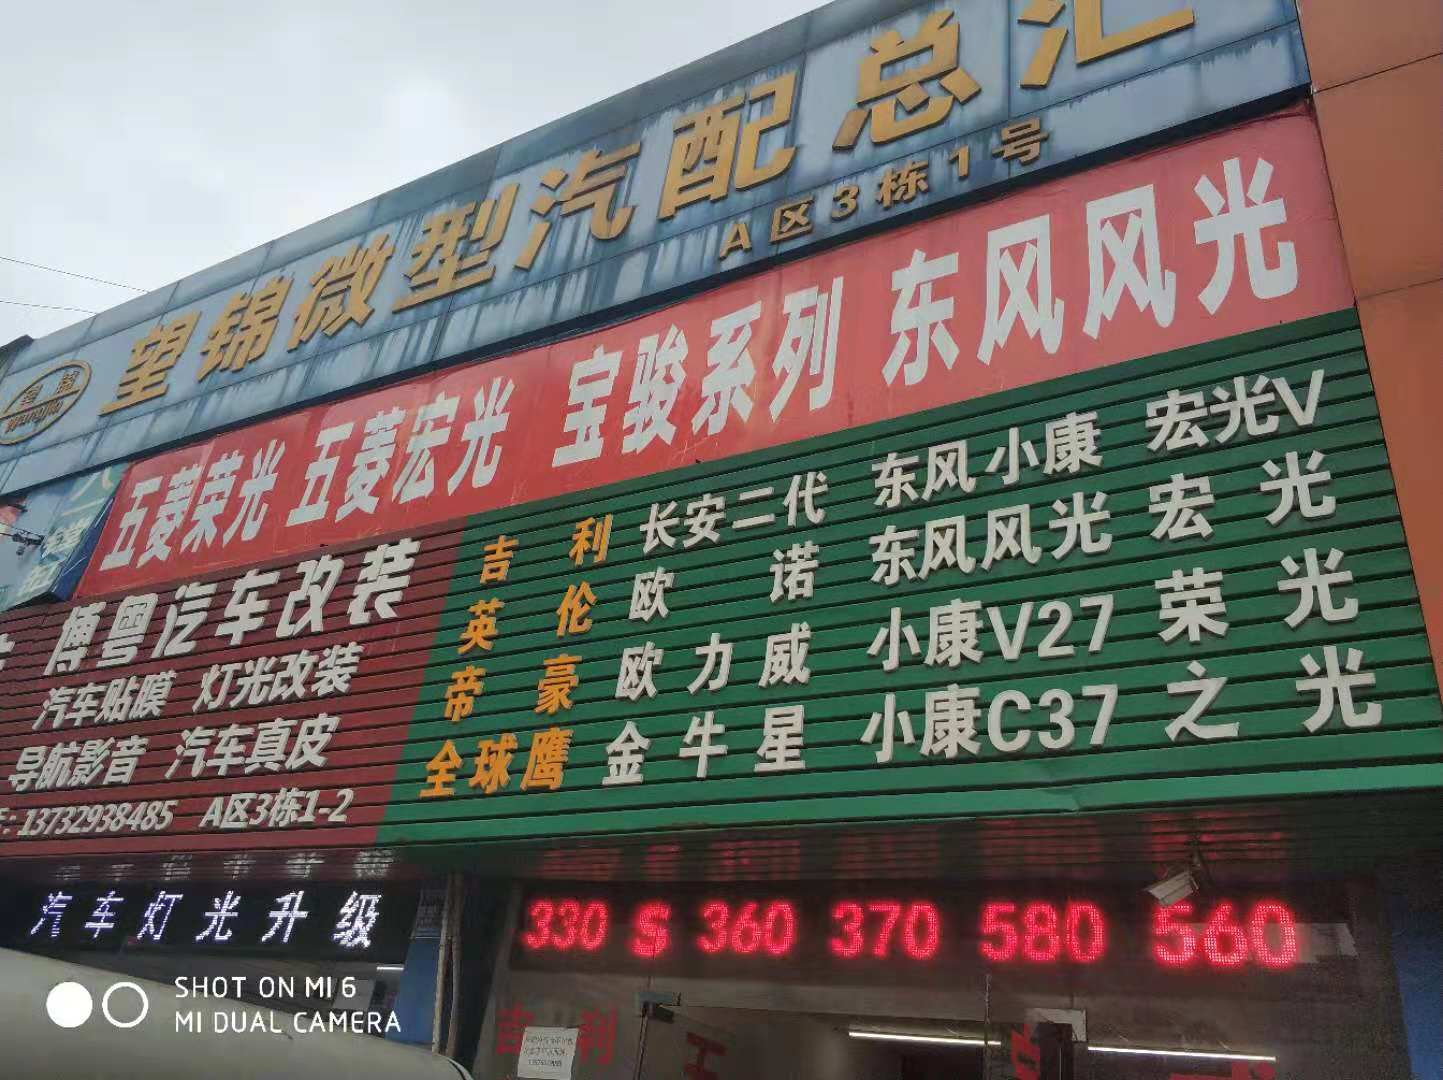 望锦微型汽配总汇
A区3栋1号
Wangjin
五菱荣光 五菱宏光 宝骏系列 东风风光
博粤汽车改装
汽车贴膜 灯光改装
导航影音 汽车真皮
:13732938485 A区3栋1-2
吉利 长安二代 东风小康 宏光V
英伦 欧诺 东风风光 宏光
帝豪 欧力威 小康V27 荣光
全球鹰 金牛星 小康C37 之光
汽车灯光升级
330 S 360 370 580 560
吉利
SHOT ON MI 6
MI DUAL CAMERA